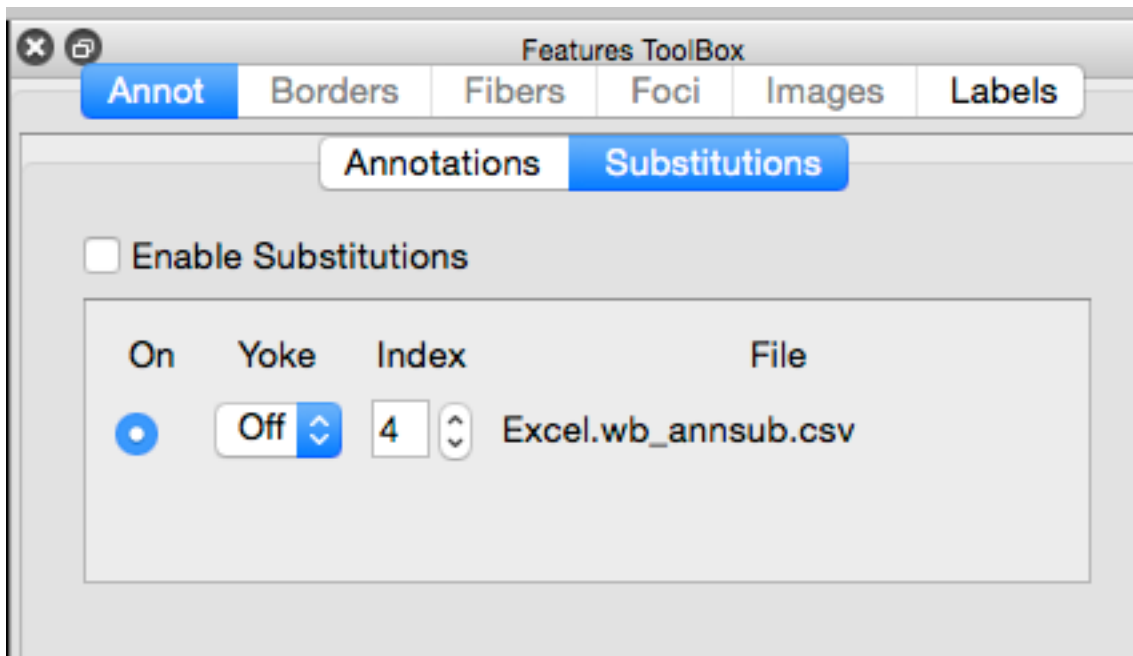 Features ToolBox
Annot Borders Fibers Foci Images Labels
Annotations Substitutions
Enable Substitutions
On Yoke Index File
Off 4 Excel.wb_annsub.csv